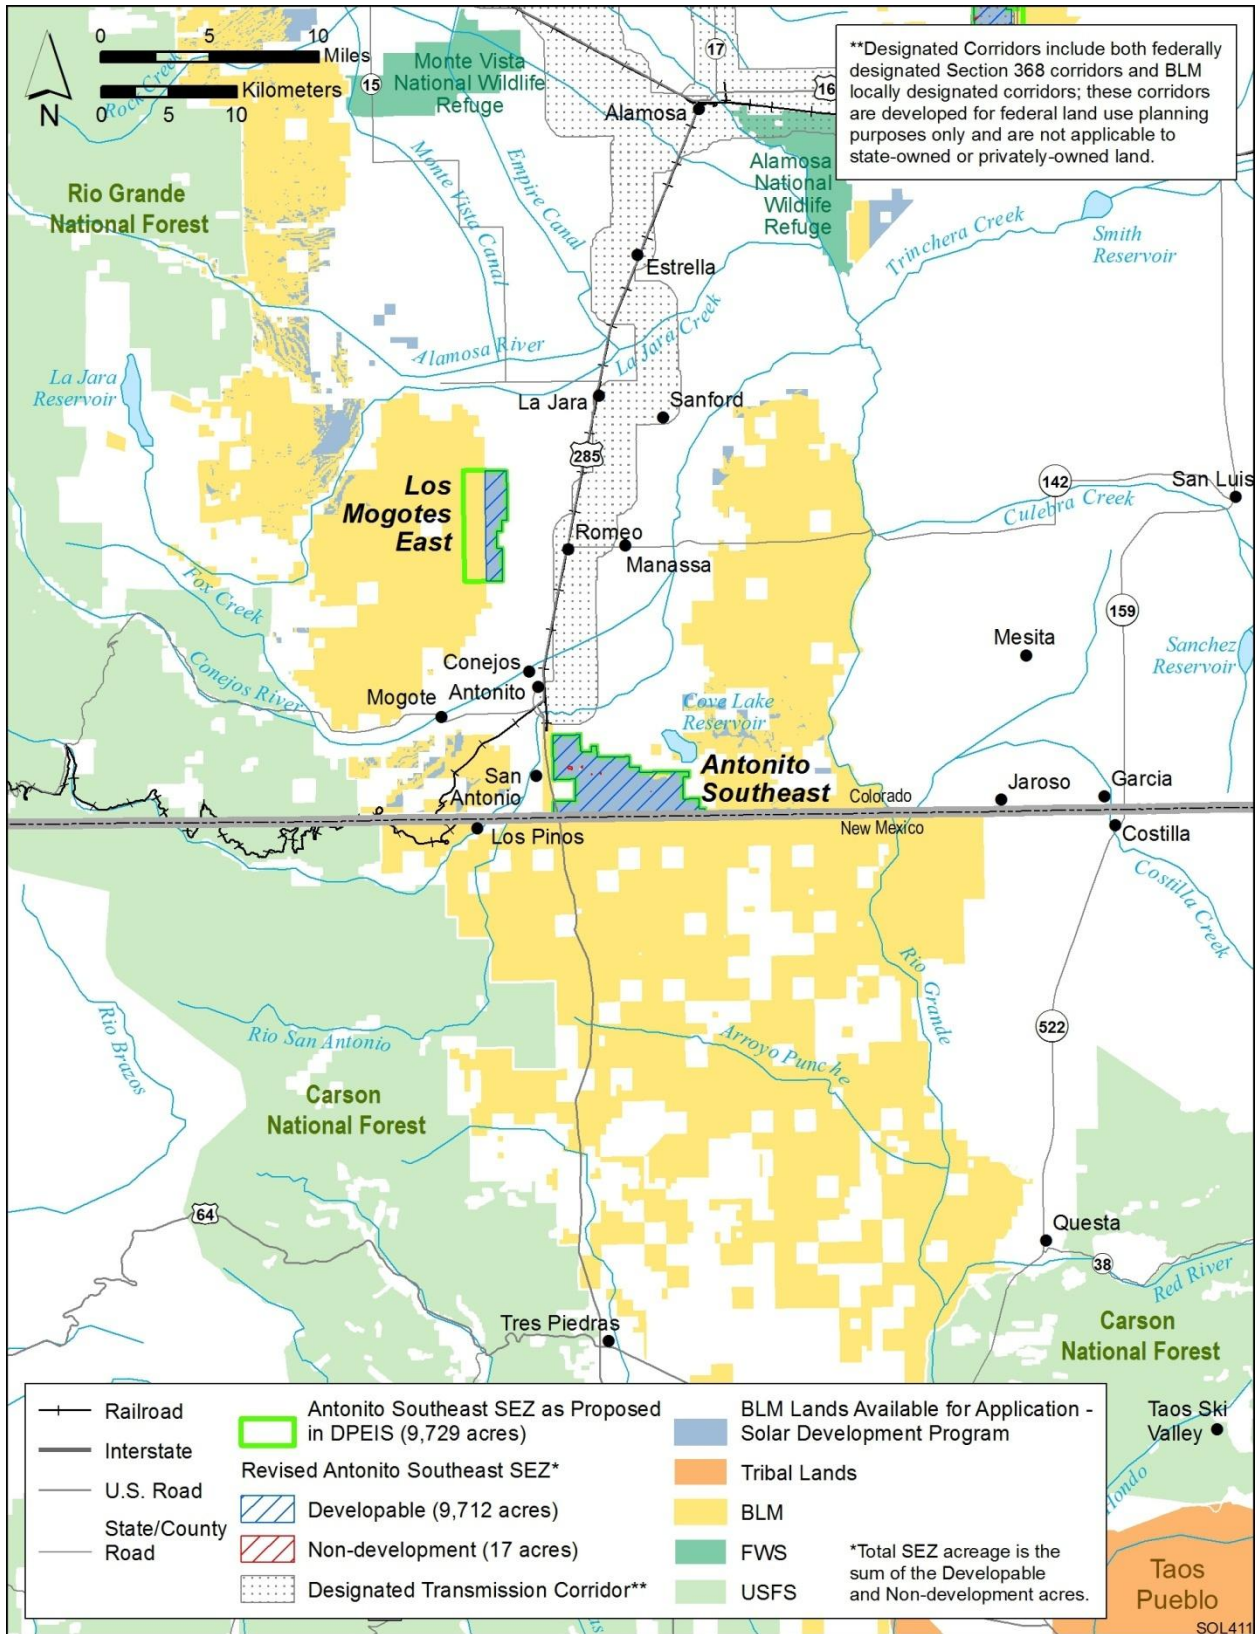 0 5 10
Miles
Kilometers
0 5 10
N
Rock Creek
15
Monte Vista
National Wildlife
Refuge
17
16
Alamosa
**Designated Corridors include both federally
designated Section 368 corridors and BLM
locally designated corridors; these corridors
are developed for federal land use planning
purposes only and are not applicable to
state-owned or privately-owned land.
Rio Grande
National Forest
Monte Vista Canal
Empire Canal
Alamosa
National
Wildlife
Refuge
Trinchera Creek
Smith
Reservoir
Estrella
La Jara
Reservoir
Alamosa River
La Jara Creek
La Jara
Sanford
285
Los
Mogotes
East
142
San Luis
Culebra Creek
Romeo
Manassa
Fox Creek
159
Mesita
Sanchez
Reservoir
Conejos River
Conejos
Antonito
Mogote
Cove Lake
Reservoir
San
Antonio
Antonito
Southeast
Colorado
New Mexico
Jaroso
Garcia
Los Pinos
Costilla
Costilla Creek
Rio Brazos
Rio San Antonio
Rio Grande
Arroyo Punche
522
Carson
National Forest
64
Questa
38
Red River
Tres Piedras
Carson
National Forest
Taos Ski
Valley
Hondo
Taos
Pueblo
Railroad
Interstate
U.S. Road
State/County
Road
Antonito Southeast SEZ as Proposed
in DPEIS (9,729 acres)
Revised Antonito Southeast SEZ*
Developable (9,712 acres)
Non-development (17 acres)
Designated Transmission Corridor**
BLM Lands Available for Application -
Solar Development Program
Tribal Lands
BLM
FWS
USFS
*Total SEZ acreage is the
sum of the Developable
and Non-development acres.
SOL411